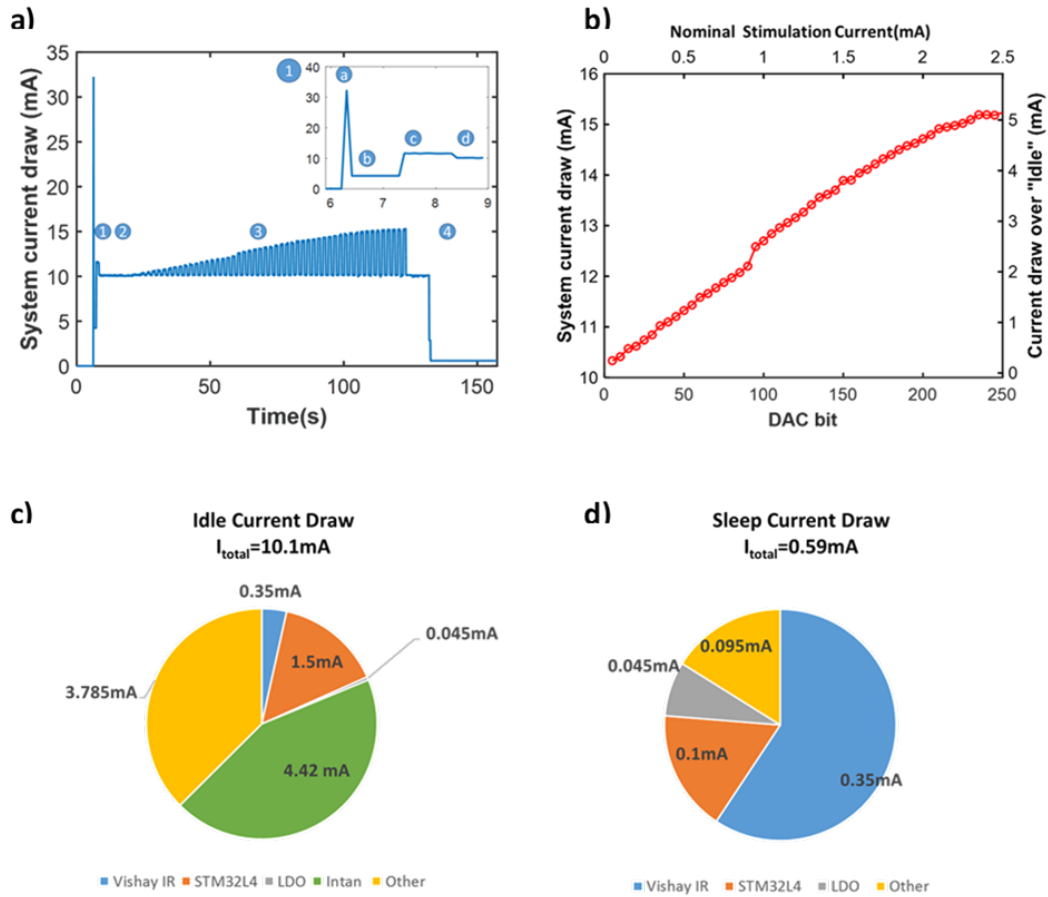 a)
System current draw (mA)
35
30
25
20
15
10
5
0
0
50
100
150
Time(s)
1
1
2
3
4
40
30
20
10
0
6
7
8
9
a
b
c
d
b)
Nominal Stimulation Current(mA)
0
0.5
1
1.5
2
2.5
System current draw (mA)
16
15
14
13
12
11
10
5
4
3
2
1
0
Current draw over "Idle" (mA)
0
50
100
150
200
250
DAC bit
c)
Idle Current Draw
Itotal=10.1mA
0.35mA
0.045mA
1.5mA
3.785mA
4.42 mA
Vishay IR STM32L4 LDO Intan Other
d)
Sleep Current Draw
Itotal=0.59mA
0.095mA
0.045mA
0.1mA
0.35mA
Vishay IR STM32L4 LDO Other